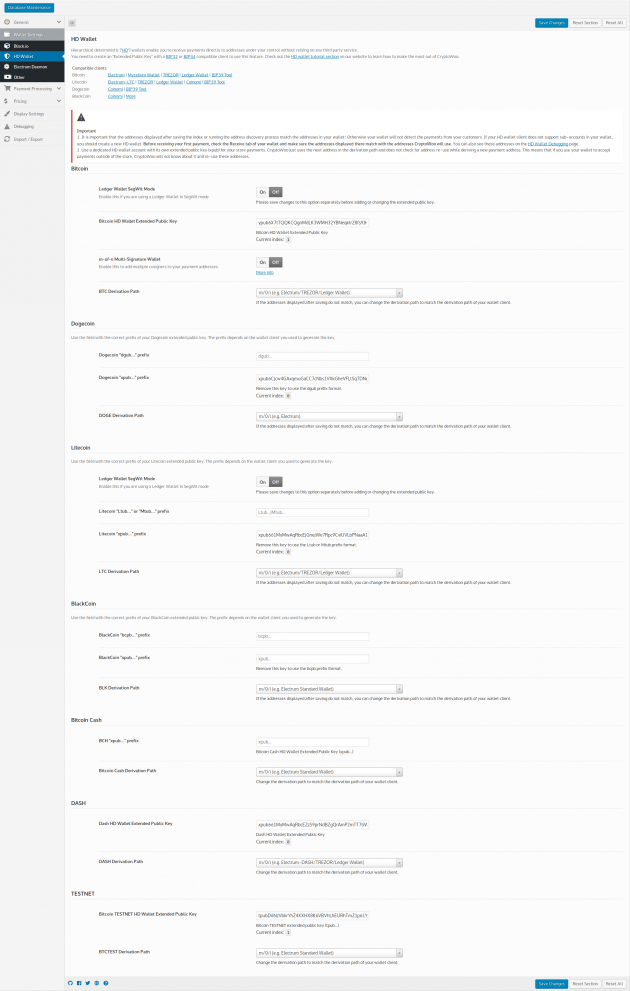 Database Maintenance
General
Save Changes Reset Section Reset All
Wallet Settings
Block.io
HD Wallet
Electrum Daemon
Other
Payment Processing
Pricing
Display Settings
Debugging
Import / Export
HD Wallet
Hierarchical deterministic ("HD") wallets enable you to receive payments directly to addresses under your control without relying on any third party service.
You need to create an "Extended Public Key" with a BIP32 or BIP44 compatible client to use this feature. Check out the HD wallet tutorial section on our website to learn how to make the most out of CryptoWoo.
Compatible clients
Bitcoin Electrum | Mycelium Wallet | TREZOR | Ledger Wallet | BIP39 Tool
Litecoin Electrum-LTC | TREZOR | Ledger Wallet | Coinomi | BIP39 Tool
Dogecoin Coinomi | BIP39 Tool
BlackCoin Coinomi | More
Important
1. It is important that the addresses displayed after saving the index or running the address discovery process match the addresses in your wallet! Otherwise your wallet will not detect the payments from your customers. If your HD wallet client does not support sub-accounts in your wallet,
you should create a new HD wallet. Before receiving your first payment, check the Receive tab of your wallet and make sure the addresses displayed there match with the addresses CryptoWoo will use. You can also see these addresses on the HD Wallet Debugging page.
2. Use a dedicated HD wallet account with its own extended public key (xpub) for your store payments. CryptoWoo just uses the next address in the derivation path and does not check for address re-use while deriving a new payment address. This means that if you use your wallet to accept
payments outside of the store, CryptoWoo will not know about it and re-use these addresses.
Bitcoin
Ledger Wallet SegWit Mode
Enable this if you are using a Ledger Wallet in SegWit mode
On Off
Please save changes to this option separately before adding or changing the extended public key.
Bitcoin HD Wallet Extended Public Key
Bitcoin HD Wallet Extended Public Key
Current index: 1
m-of-n Multi-Signature Wallet
Enable this to add multiple cosigners to your payment addresses
On Off
More info
BTC Derivation Path
m/0/i (e.g. Electrum/TREZOR/Ledger Wallet)
If the addresses displayed after saving do not match, you can change the derivation path to match the derivation path of your wallet client.
Dogecoin
Use the field with the correct prefix of your Dogecoin extended public key. The prefix depends on the wallet client you used to generate the key.
Dogecoin "dgub..." prefix
dgub...
Dogecoin "xpub..." prefix
Remove this key to use the dgub prefix format.
Current index: 0
DOGE Derivation Path
m/0/i (e.g. Electrum)
If the addresses displayed after saving do not match, you can change the derivation path to match the derivation path of your wallet client.
Litecoin
Use the field with the correct prefix of your Litecoin extended public key. The prefix depends on the wallet client you used to generate the key.
Ledger Wallet SegWit Mode
Enable this if you are using a Ledger Wallet in SegWit mode
On Off
Please save changes to this option separately before adding or changing the extended public key.
Litecoin "Ltub..." or "Mtub..." prefix
Ltub.../Mtub...
Litecoin "xpub..." prefix
Remove this key to use the Ltub or Mtub prefix format.
Current index: 0
LTC Derivation Path
m/0/i (e.g. Electrum/TREZOR/Ledger Wallet)
If the addresses displayed after saving do not match, you can change the derivation path to match the derivation path of your wallet client.
BlackCoin
Use the field with the correct prefix of your BlackCoin extended public key. The prefix depends on the wallet client you used to generate the key.
BlackCoin "bcpb..." prefix
bcpb...
BlackCoin "xpub..." prefix
xpub...
Remove this key to use the bcpb prefix format
BLK Derivation Path
m/0/i (e.g. Electrum Standard Wallet)
If the addresses displayed after saving do not match, you can change the derivation path to match the derivation path of your wallet client.
Bitcoin Cash
BCH "xpub..." prefix
xpub...
Bitcoin Cash HD Wallet Extended Public Key (xpub...)
Bitcoin Cash Derivation Path
m/0/i (e.g. Electrum Standard Wallet)
Change the derivation path to match the derivation path of your wallet client.
DASH
Dash HD Wallet Extended Public Key
Dash HD Wallet Extended Public Key
Current index: 0
DASH Derivation Path
m/0/i (e.g. Electrum-DASH/TREZOR/Ledger Wallet)
Change the derivation path to match the derivation path of your wallet client.
TESTNET
Bitcoin TESTNET HD Wallet Extended Public Key
Bitcoin TESTNET extended public key (tpub...)
Current index: 1
BTCTEST Derivation Path
m/0/i (e.g. Electrum Standard Wallet)
Change the derivation path to match the derivation path of your wallet client.
Save Changes Reset Section Reset All